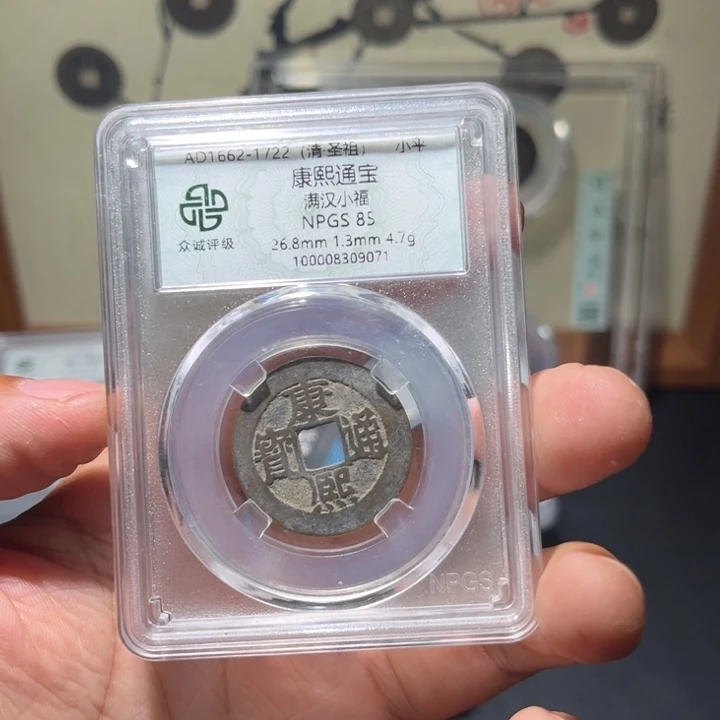 AD1662-1722（清·圣祖） 小平
康熙通宝
满汉小福
NPGS 85
26.8mm 1.3mm 4.7g
100008309071
众诚评级
康熙通寶
NPGS